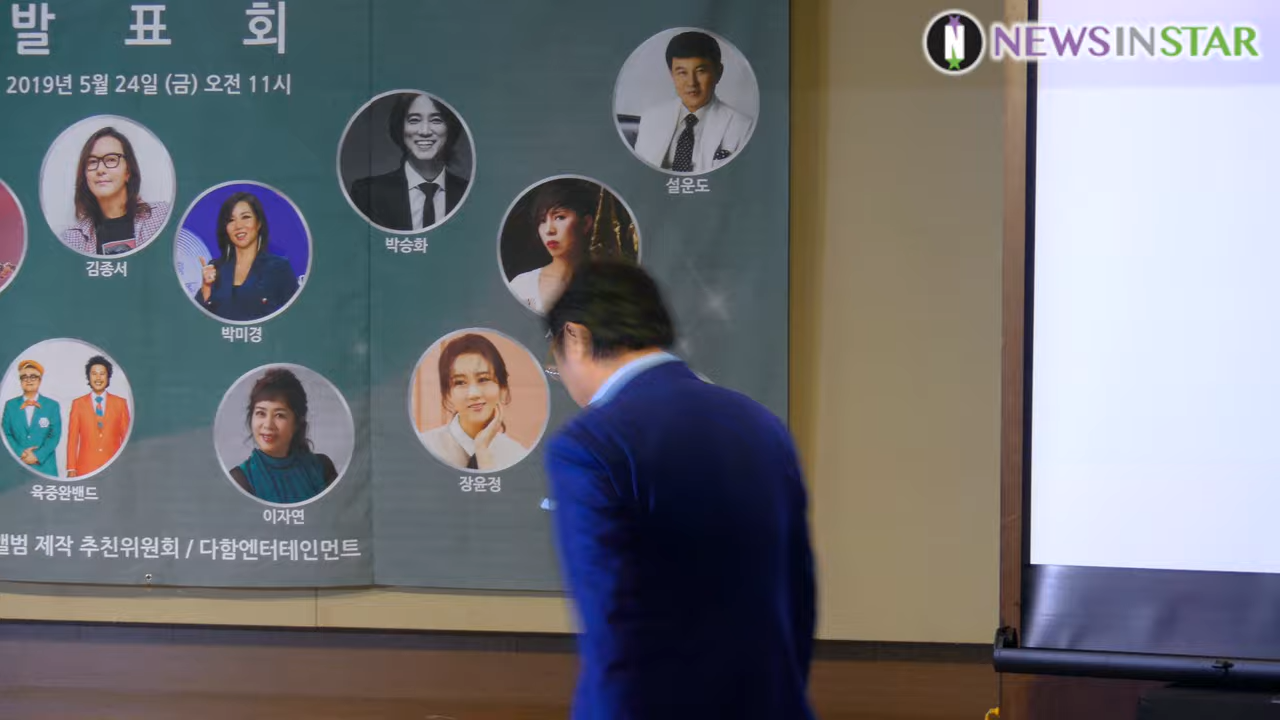 발표회
2019년 5월 24일 (금) 오전 11시
N NEWSINSTAR
설운도
박승화
김종서
박미경
장윤정
육중완밴드
이자연
제작 추친위원회 / 다함엔터테인먼트